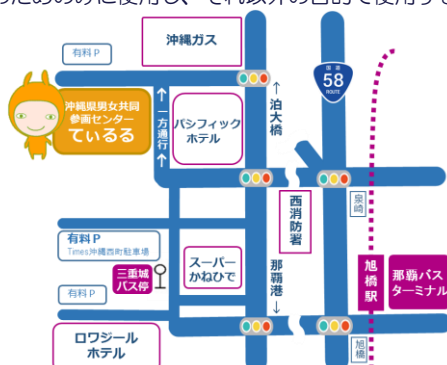 のためのみに使用し、それ以外の目的で使用するこ
沖縄ガス
有料P
国道
58
ROUTE
沖縄県男女共同
参画センター
てぃるる
↑一方通行↑
パシフィック
ホテル
↑泊大橋
西消防署
泉崎
有料P
Times沖縄西町駐車場
三重城
バス停
有料P
スーパー
かねひで
那覇港↓
旭橋駅
那覇バス
ターミナル
ロワジール
ホテル
旭橋